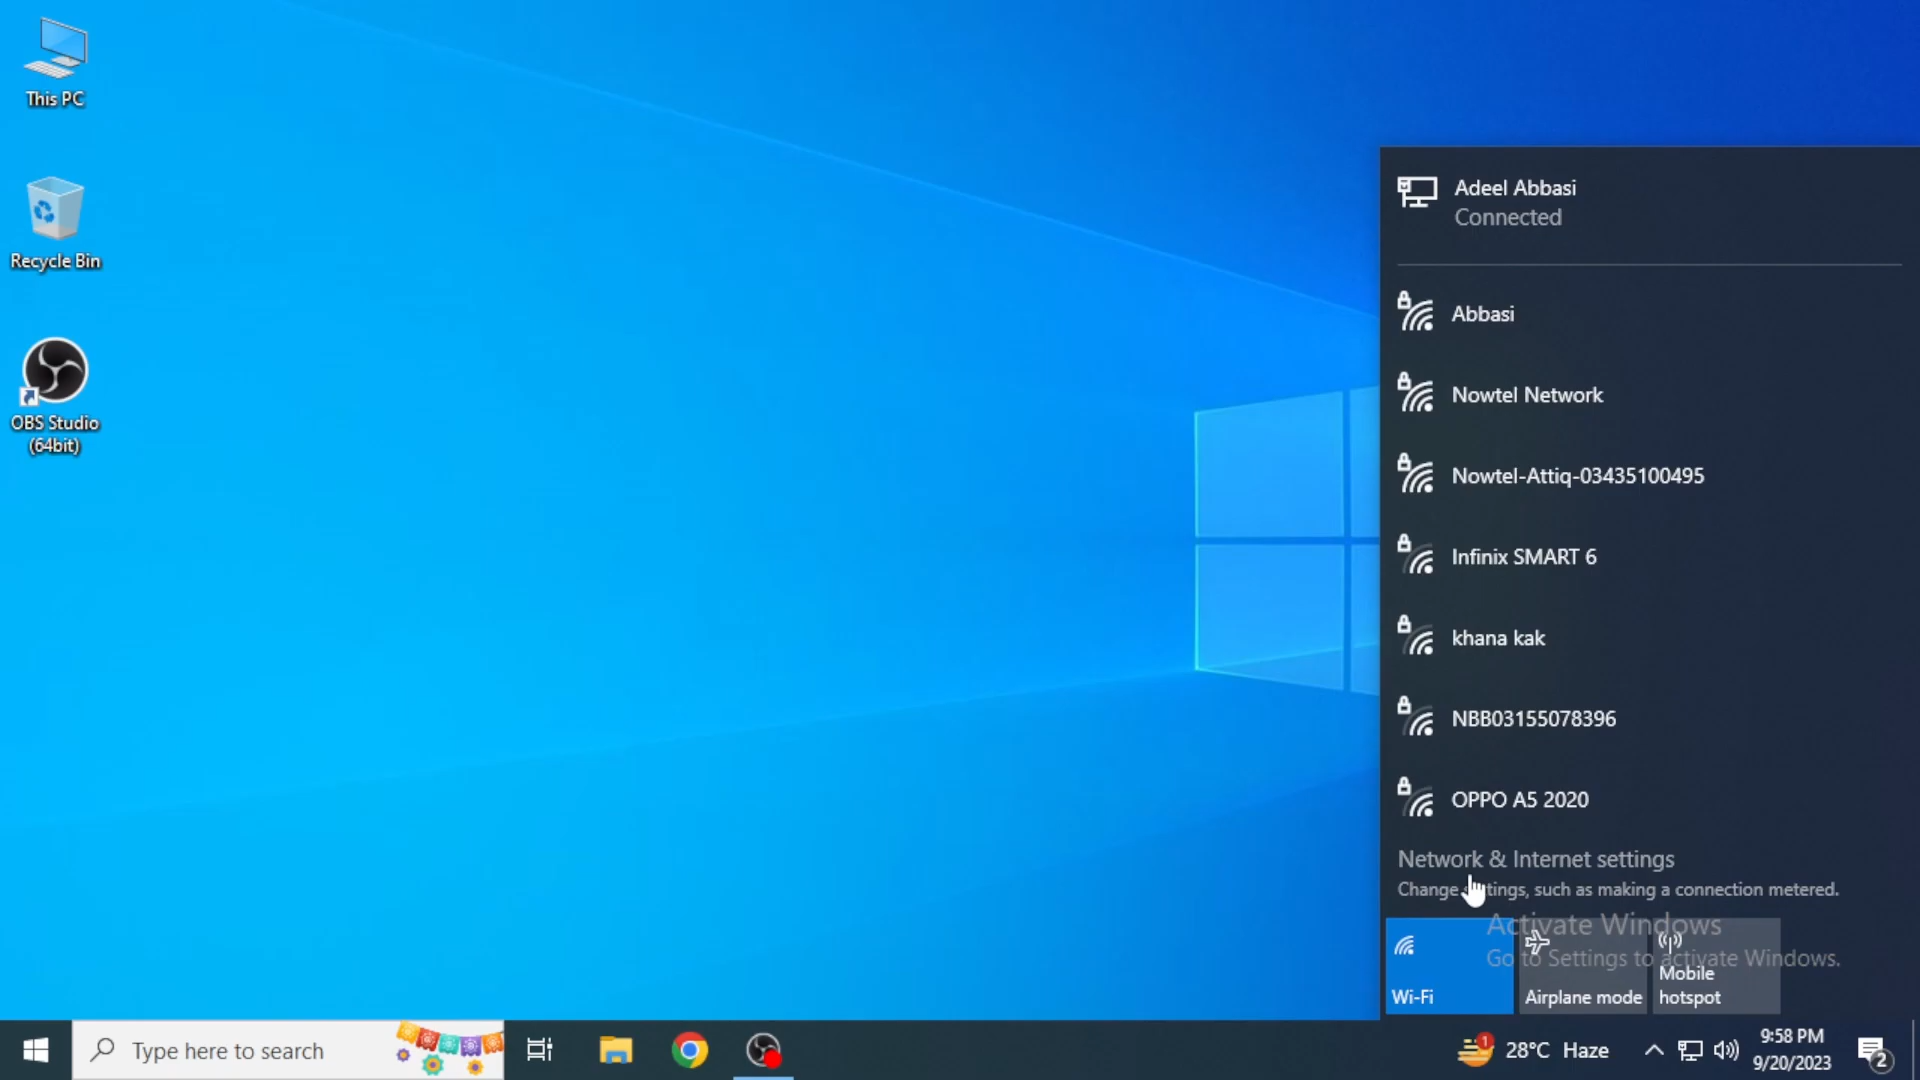 This PC
Recycle Bin
OBS Studio
(64bit)
Adeel Abbasi
Connected
Abbasi
Nowtel Network
Nowtel-Attiq-03435100495
Infinix SMART 6
khana kak
NBB03155078396
OPPO A5 2020
Network & Internet settings
Change settings, such as making a connection metered.
Activate Windows
Go to Settings to activate Windows.
Wi-Fi
Airplane mode
Mobile
hotspot
Type here to search
1
28°C Haze
9:58 PM
9/20/2023
2